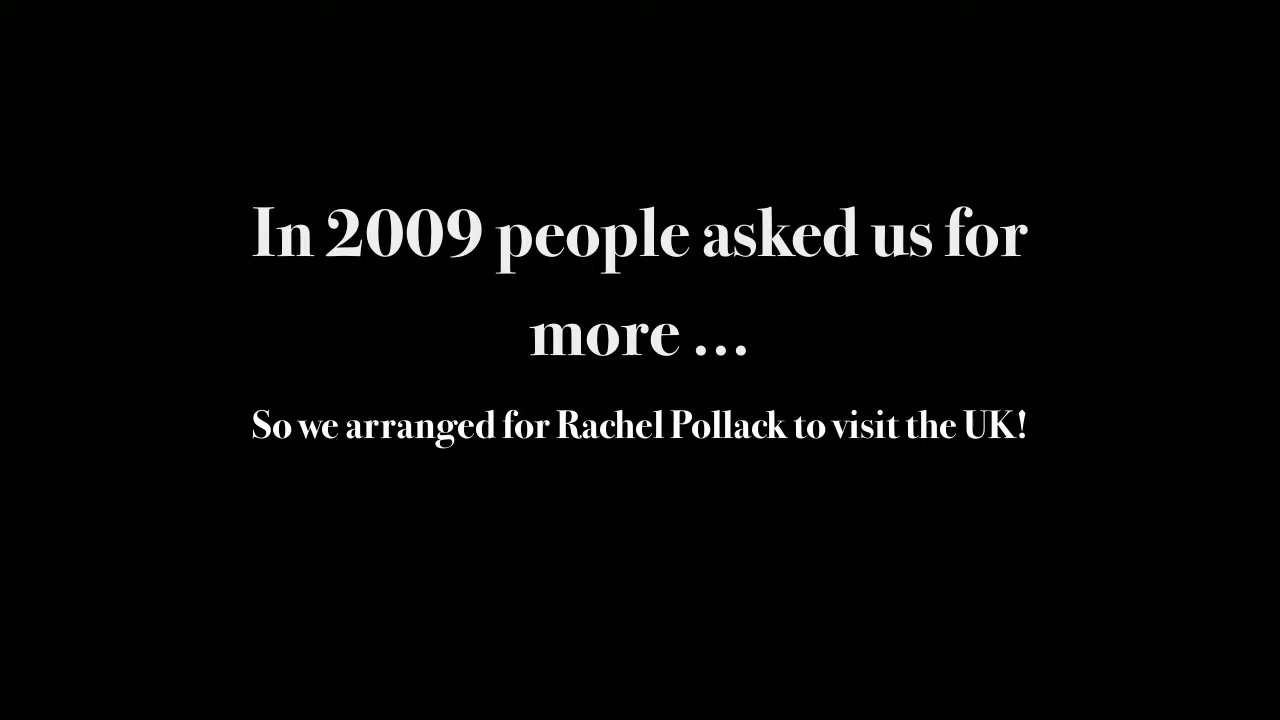 In 2009 people asked us for
more ...
So we arranged for Rachel Pollack to visit the UK!